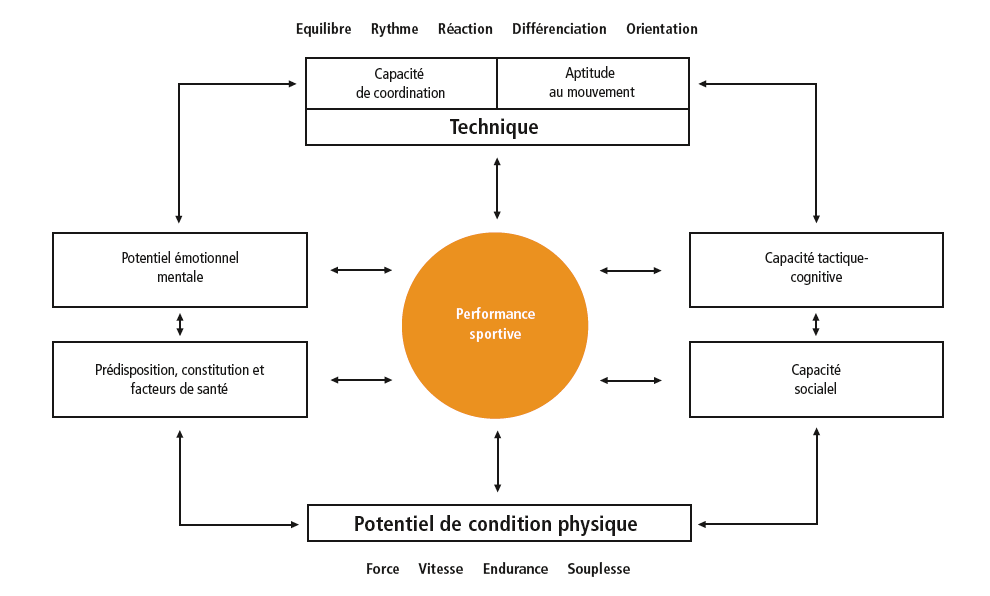 Equilibre Rythme Réaction Différenciation Orientation
Capacité
de coordination
Aptitude
au mouvement
Technique
Potentiel émotionnel
mentale
Performance
sportive
Capacité tactique-
cognitive
Prédisposition, constitution et
facteurs de santé
Capacité
socialel
Potentiel de condition physique
Force Vitesse Endurance Souplesse